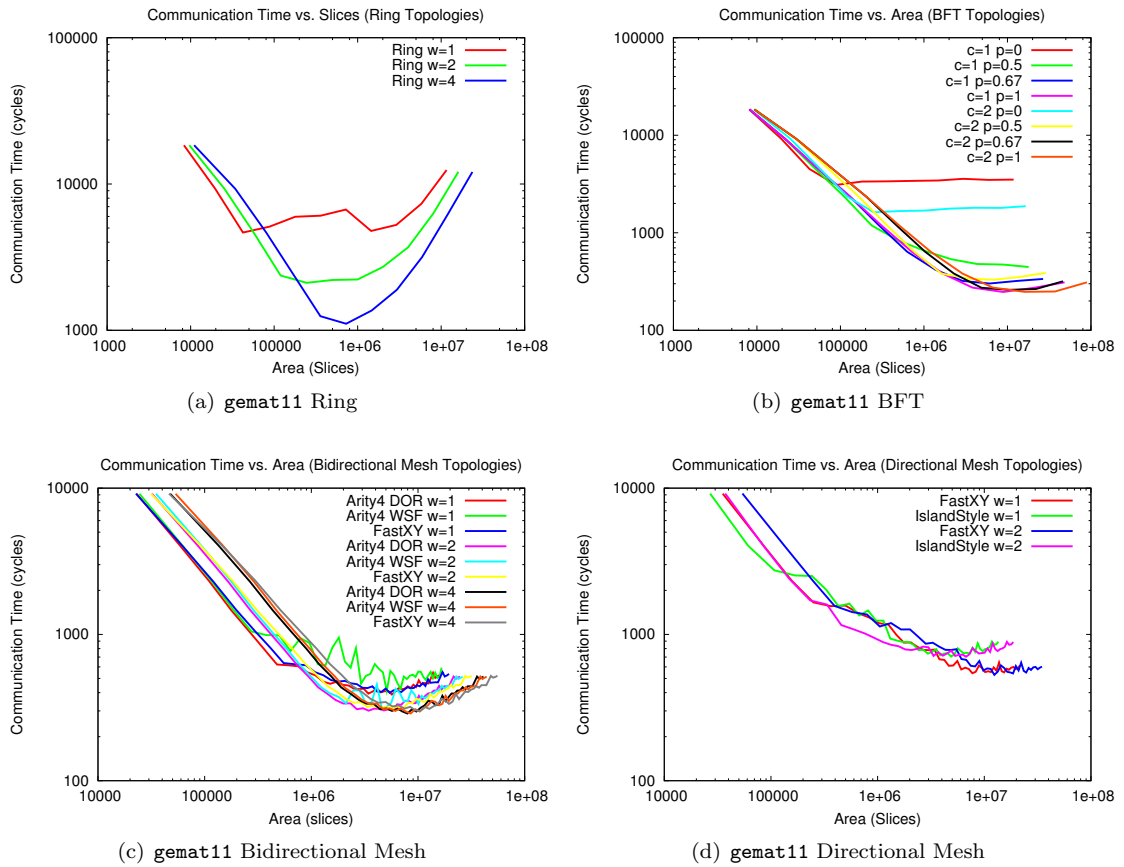 Communication Time vs. Slices (Ring Topologies)
100000
10000
1000
Communication Time (cycles)
Ring w=1
Ring w=2
Ring w=4
1000 10000 100000 1e+06 1e+07 1e+08
Area (Slices)
(a) gemat11 Ring
Communication Time vs. Area (BFT Topologies)
100000
10000
1000
100
Communication Time (cycles)
c=1 p=0
c=1 p=0.5
c=1 p=0.67
c=1 p=1
c=2 p=0
c=2 p=0.5
c=2 p=0.67
c=2 p=1
1000 10000 100000 1e+06 1e+07 1e+08
Area (Slices)
(b) gemat11 BFT
Communication Time vs. Area (Bidirectional Mesh Topologies)
10000
1000
100
Communication Time (cycles)
Arity4 DOR w=1
Arity4 WSF w=1
FastXY w=1
Arity4 DOR w=2
Arity4 WSF w=2
FastXY w=2
Arity4 DOR w=4
Arity4 WSF w=4
FastXY w=4
10000 100000 1e+06 1e+07 1e+08
Area (slices)
(c) gemat11 Bidirectional Mesh
Communication Time vs. Area (Directional Mesh Topologies)
10000
1000
100
Communication Time (cycles)
FastXY w=1
IslandStyle w=1
FastXY w=2
IslandStyle w=2
10000 100000 1e+06 1e+07 1e+08
Area (Slices)
(d) gemat11 Directional Mesh